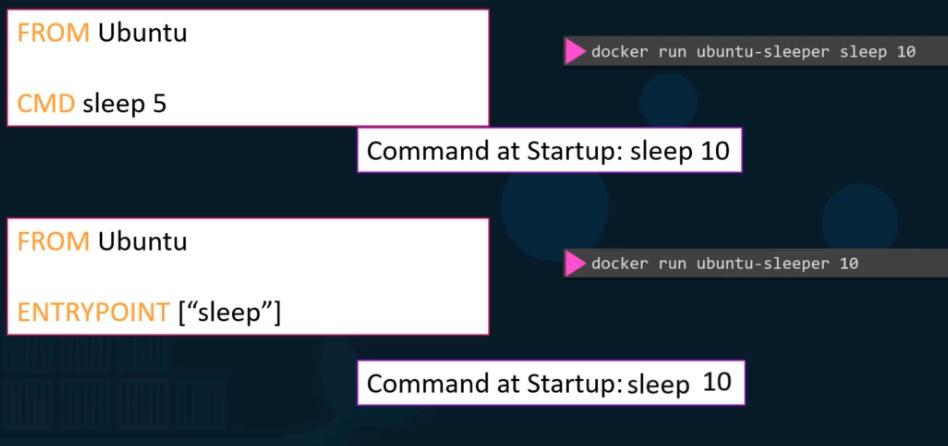 FROM Ubuntu
docker run ubuntu-sleeper sleep 10
CMD sleep 5
Command at Startup: sleep 10
FROM Ubuntu
docker run ubuntu-sleeper 10
ENTRYPOINT [“sleep”]
Command at Startup: sleep 10